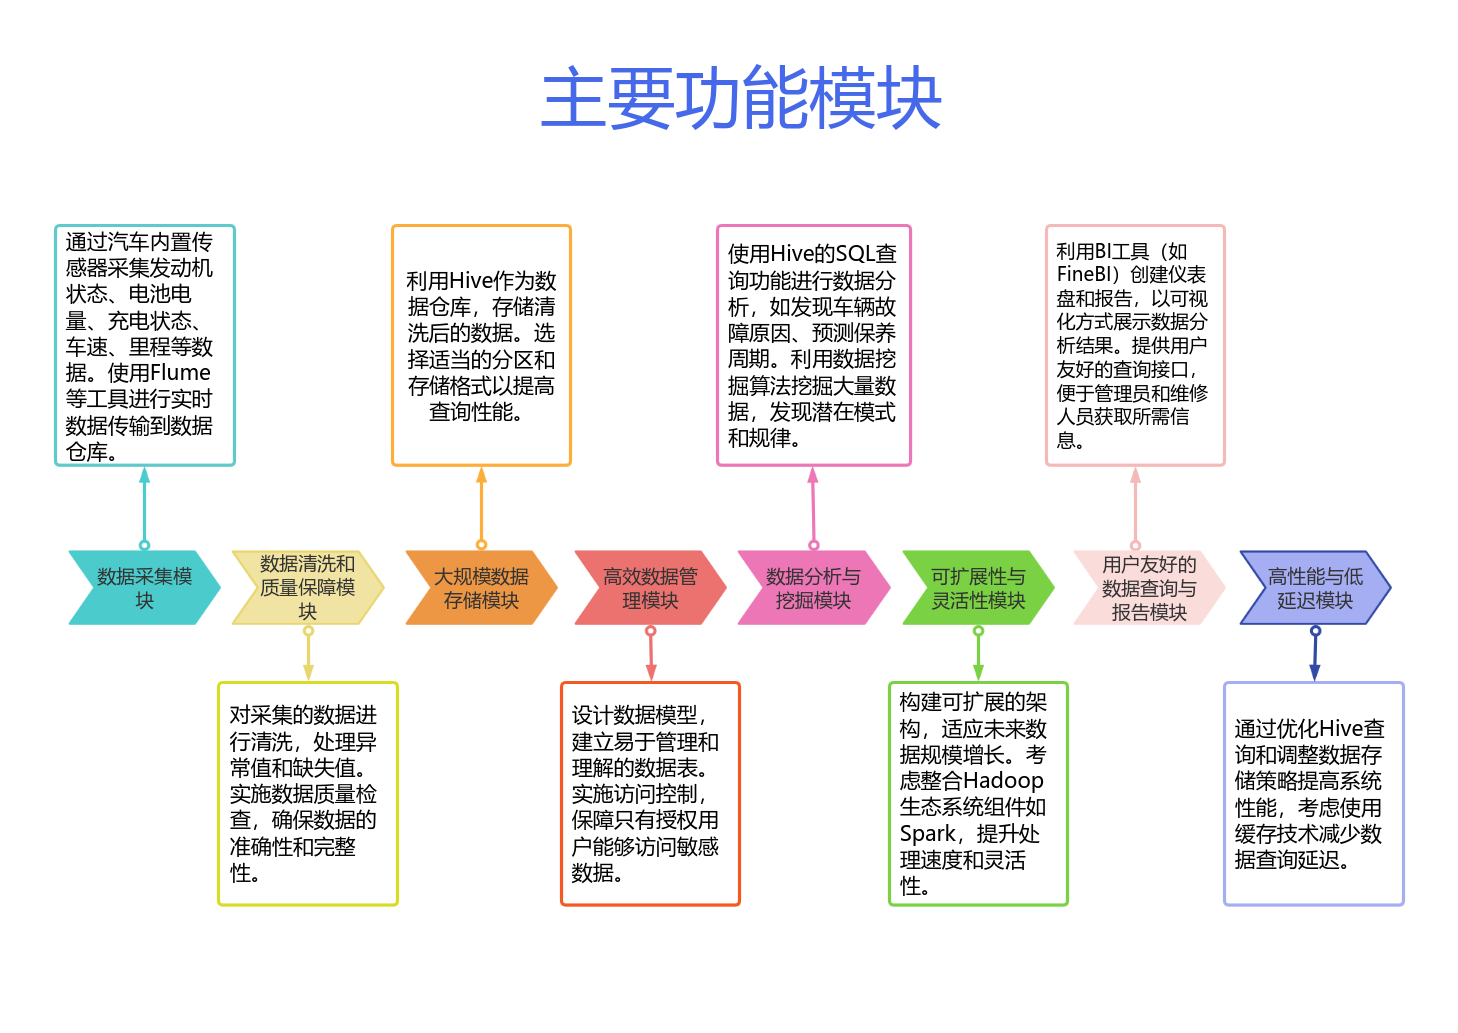 主要功能模块
通过汽车内置传
感器采集发动机
状态、电池电
量、充电状态、
车速、里程等数
据。使用Flume
等工具进行实时
数据传输到数据
仓库。
利用Hive作为数
据仓库，存储清
洗后的数据。选
择适当的分区和
存储格式以提高
查询性能。
使用Hive的SQL查
询功能进行数据分
析，如发现车辆故
障原因、预测保养
周期。利用数据挖
掘算法挖掘大量数
据，发现潜在模式
和规律。
利用BI工具（如
FineBI）创建仪表
盘和报告，以可视
化方式展示数据分
析结果。提供用户
友好的查询接口，
便于管理员和维修
人员获取所需信
息。
数据采集模
块
数据清洗和
质量保障模
块
大规模数据
存储模块
高效数据管
理模块
数据分析与
挖掘模块
可扩展性与
灵活性模块
用户友好的
数据查询与
报告模块
高性能与低
延迟模块
对采集的数据进
行清洗，处理异
常值和缺失值。
实施数据质量检
查，确保数据的
准确性和完整
性。
设计数据模型，
建立易于管理和
理解的数据表。
实施访问控制，
保障只有授权用
户能够访问敏感
数据。
构建可扩展的架
构，适应未来数
据规模增长。考
虑整合Hadoop
生态系统组件如
Spark，提升处
理速度和灵活
性。
通过优化Hive查
询和调整数据存
储策略提高系统
性能，考虑使用
缓存技术减少数
据查询延迟。